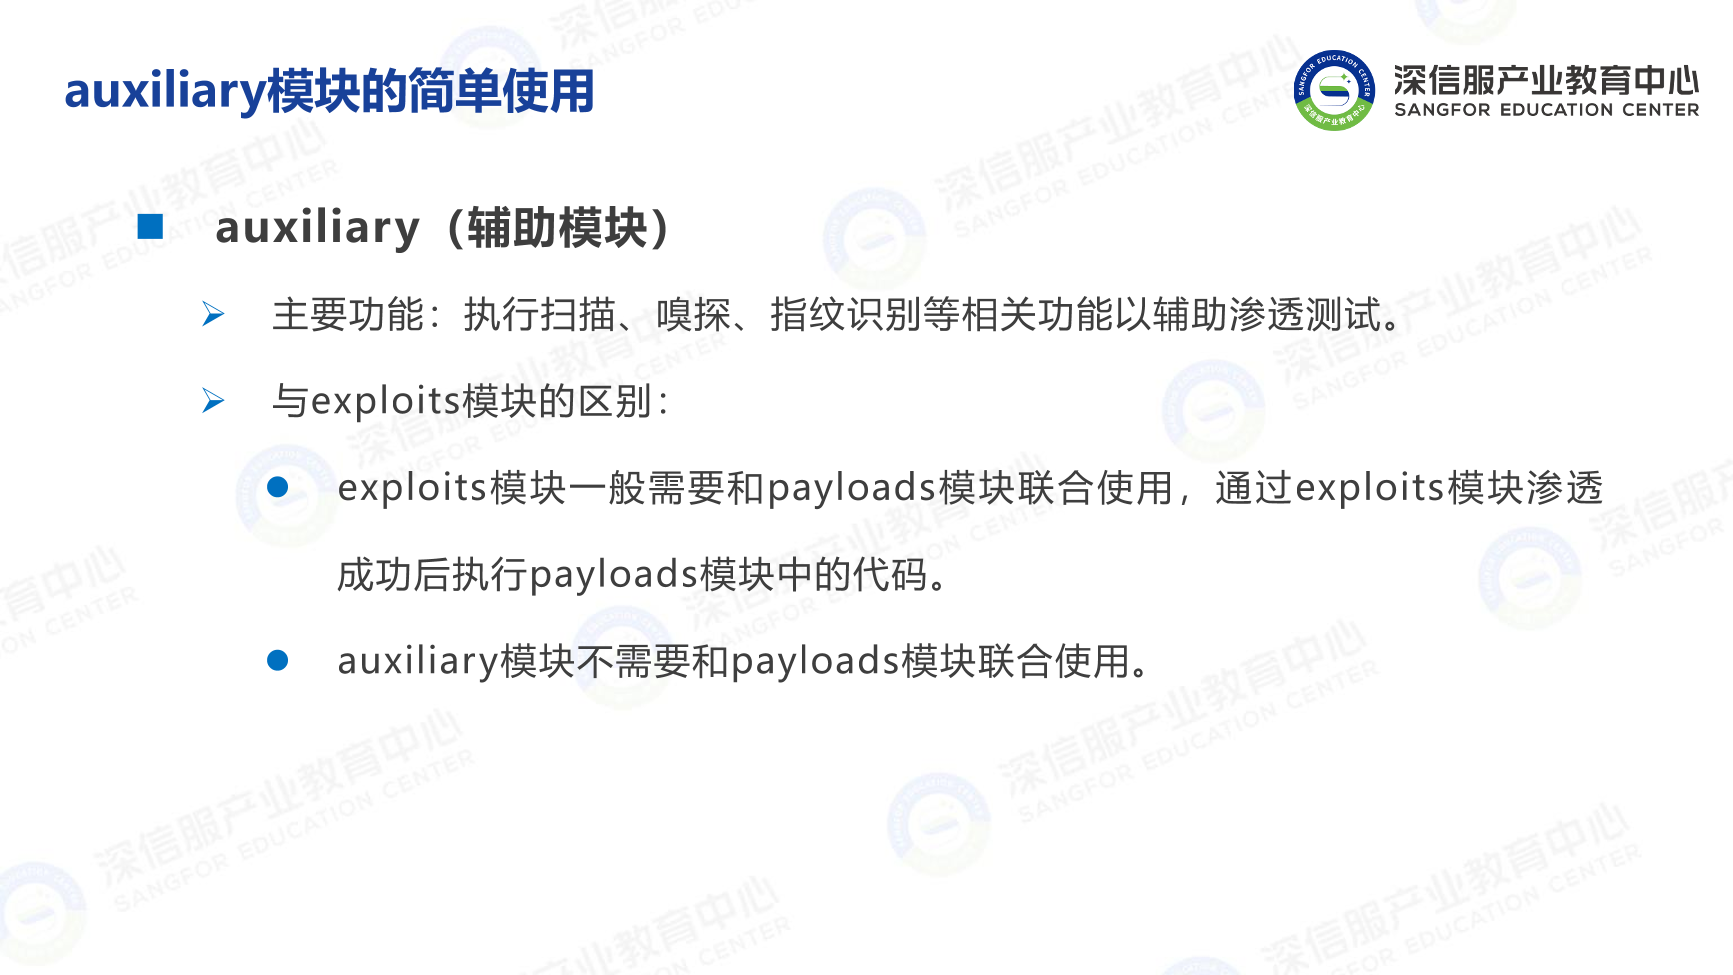 auxiliary模块的简单使用
深信服产业教育中心
SANGFOR EDUCATION CENTER
auxiliary（辅助模块）
主要功能：执行扫描、嗅探、指纹识别等相关功能以辅助渗透测试。
与exploits模块的区别：
exploits模块一般需要和payloads模块联合使用，通过exploits模块渗透
成功后执行payloads模块中的代码。
auxiliary模块不需要和payloads模块联合使用。